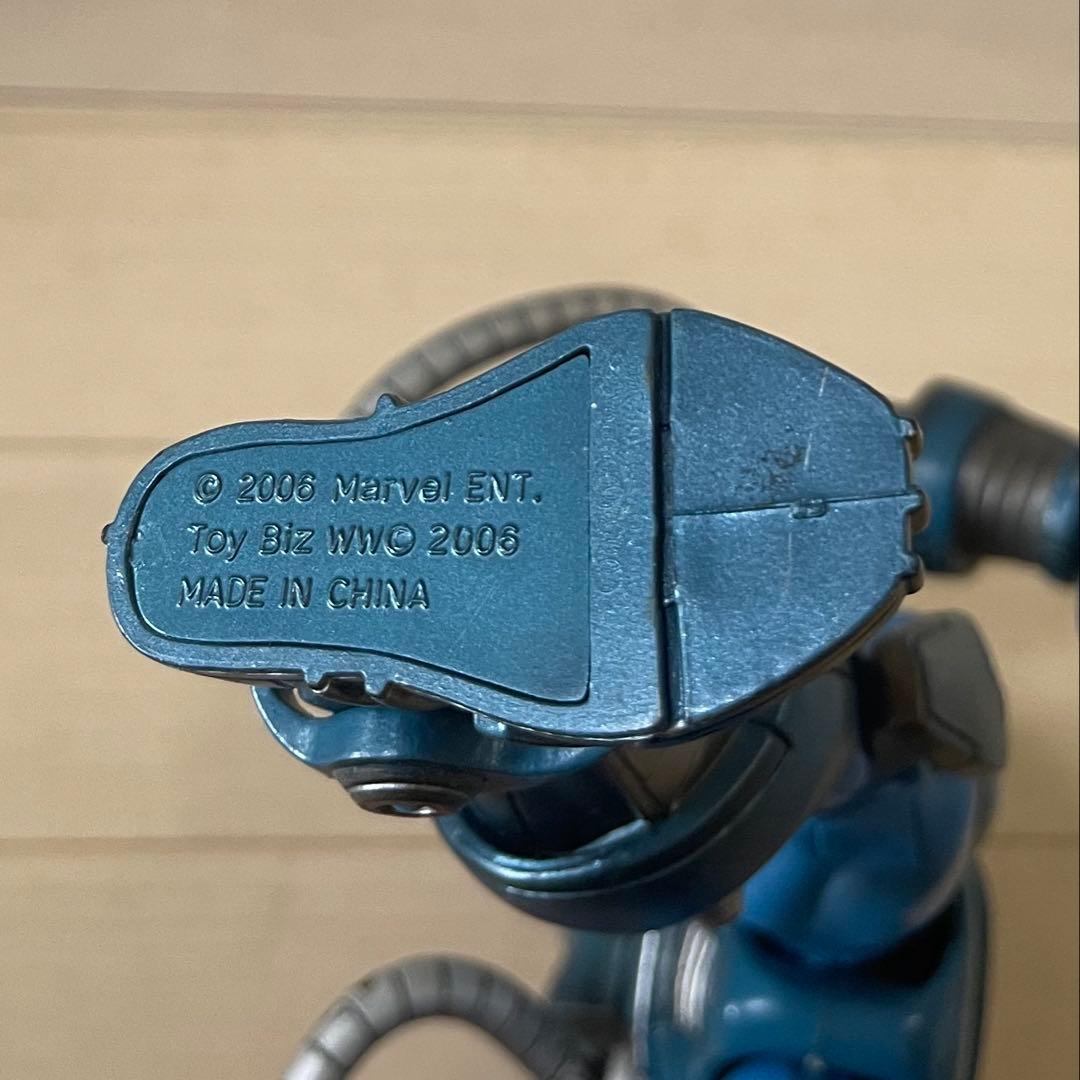 © 2006 Marvel ENT.
Toy Biz WW© 2006
MADE IN CHINA